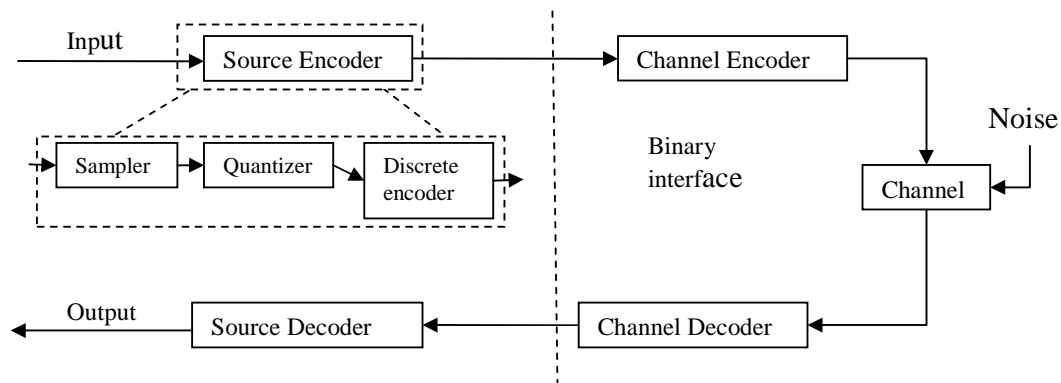 Input
Source Encoder
Channel Encoder
Noise
Sampler
Quantizer
Discrete
encoder
Binary
interface
Channel
Output
Source Decoder
Channel Decoder